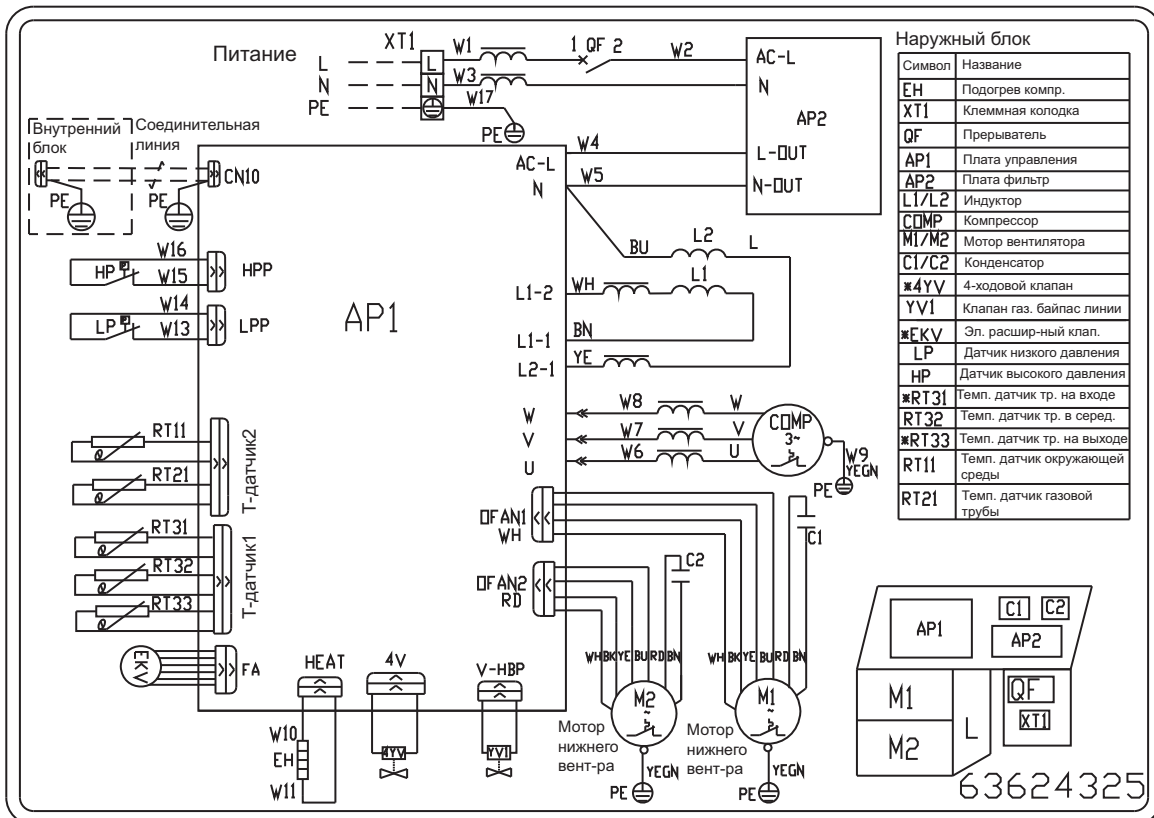 Питание
XT1
L
N
PE
L
N
W1
W3
W17
PE
1 QF 2
W2
AC-L
N
AP2
L-OUT
N-OUT
Внутренний
блок
Соединительная
линия
PE
PE
CN10
AC-L
N
W4
W5
W16
HP
P
W15
HPP
W14
LP
P
W13
LPP
AP1
BU
L2
L
L1-2
WH
L1
L1-1
BN
L2-1
YE
W
W8
W
V
W7
V
U
W6
U
COMP
3~
W9
YEGN
PE
RT11
RT21
Т-датчик2
RT31
RT32
RT33
Т-датчик1
EKV
FA
OFAN1
WH
C1
OFAN2
RD
C2
HEAT
4V
V-HBP
W10
EH
W11
4YV
YV1
WH BK YE BU RD BN
WH BK YE BU RD BN
M2
~
M1
~
Мотор
нижнего
вент-ра
Мотор
нижнего
вент-ра
YEGN
YEGN
PE
PE
Наружный блок
Символ Название
EH Подогрев компр.
XT1 Клеммная колодка
QF Прерыватель
AP1 Плата управления
AP2 Плата фильтр
L1/L2 Индуктор
COMP Компрессор
M1/M2 Мотор вентилятора
C1/C2 Конденсатор
*4YV 4-ходовой клапан
YV1 Клапан газ. байпас линии
*EKV Эл. расшир-ный клап.
LP Датчик низкого давления
HP Датчик высокого давления
*RT31 Темп. датчик тр. на входе
RT32 Темп. датчик тр. в серед.
*RT33 Темп. датчик тр. на выходе
RT11 Темп. датчик окружающей
среды
RT21 Темп. датчик газовой
трубы
AP1
C1
C2
AP2
M1
M2
L
QF
XT1
63624325